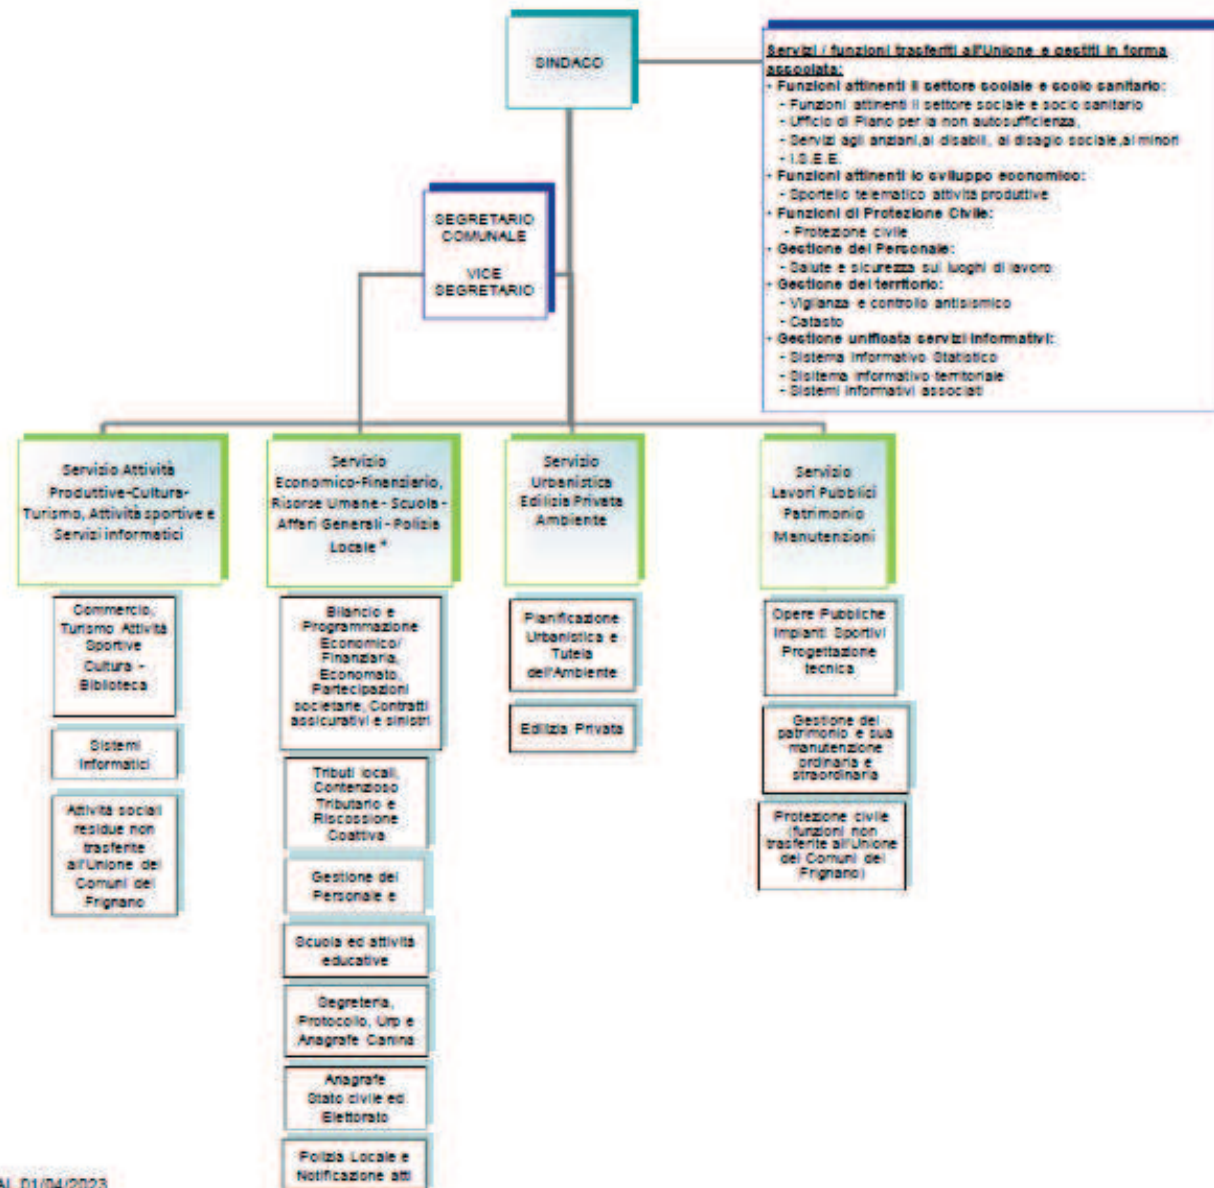 SINDACO
Servizi / funzioni trasferiti all'Unione e gestiti in forma
associata:
- Funzioni attinenti il settore sociale e socio sanitario:
- Funzioni attinenti il settore sociale e socio sanitario
- Ufficio di Piano per la non autosufficienza,
- Servizi agli anziani,ai disabili, al disagio sociale,ai minori
- I.S.E.E.
- Funzioni attinenti lo sviluppo economico:
- Sportello telematico attività produttive
- Funzioni di Protezione Civile:
- Protezione civile
- Gestione del Personale:
- Salute e sicurezza sui luoghi di lavoro
- Gestione del territorio:
- Vigilanza e controllo antisismico
- Catasto
- Gestione unificata servizi informativi:
- Sistema Informativo Statistico
- Sisitema informativo territoriale
- Sistemi informativi associati
SEGRETARIO
COMUNALE
VICE
SEGRETARIO
Servizio Attività
Produttive-Cultura-
Turismo, Attività sportive e
Servizi informatici
Commercio,
Turismo Attività
Sportive
Cultura -
Biblioteca
Sistemi
Informatici
Attività sociali
residue non
trasferite
all'Unione dei
Comuni del
Frignano
Servizio
Economico-Finanziario,
Risorse Umane - Scuola -
Affari Generali - Polizia
Locale *
Bilancio e
Programmazione
Economico/
Finanziaria,
Economato,
Partecipazioni
societarie, Contratti
assicurativi e sinistri
Tributi locali,
Contenzioso
Tributario e
Riscossione
Coattiva
Gestione del
Personale e
Scuola ed attività
educative
Segreteria,
Protocollo, Urp e
Anagrafe Canina
Anagrafe
Stato civile ed
Elettorato
Polizia Locale e
Notificazione atti
Servizio
Urbanistica
Edilizia Privata
Ambiente
Pianificazione
Urbanistica e
Tutela
dell'Ambiente
Edilizia Privata
Servizio
Lavori Pubblici
Patrimonio
Manutenzioni
Opere Pubbliche
Impianti Sportivi
Progettazione
tecnica
Gestione del
patrimonio e sua
manutenzione
ordinaria e
straordinaria
Protezione civile
(funzioni non
trasferite all'Unione
dei Comuni del
Frignano)
AL 01/04/2023